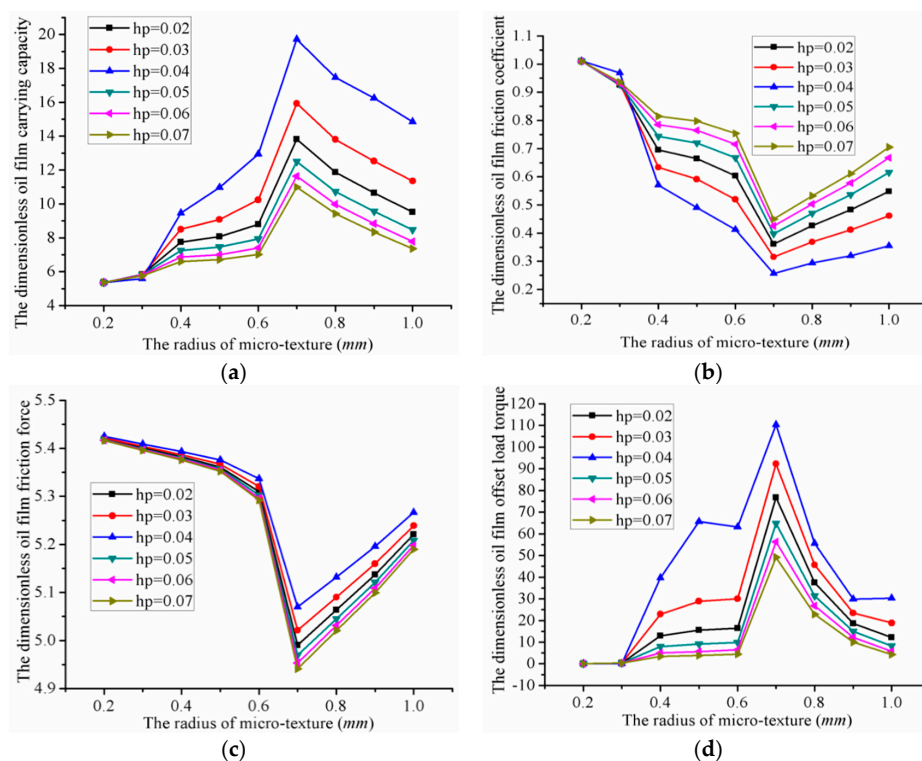 The dimensionless oil film carrying capacity
20
18
16
14
12
10
8
6
4
hp=0.02
hp=0.03
hp=0.04
hp=0.05
hp=0.06
hp=0.07
0.2 0.3 0.4 0.6 0.8 1.0
The radius of micro-texture (mm)
(a)
The dimensionless oil film friction coefficient
1.1
1.0
0.9
0.8
0.7
0.6
0.5
0.4
0.3
0.2
hp=0.02
hp=0.03
hp=0.04
hp=0.05
hp=0.06
hp=0.07
0.2 0.4 0.6 0.8 1.0
The radius of micro-texture (mm)
(b)
The dimensionless oil film friction force
5.5
5.4
5.3
5.2
5.1
5.0
4.9
hp=0.02
hp=0.03
hp=0.04
hp=0.05
hp=0.06
hp=0.07
0.2 0.4 0.6 0.8 1.0
The radius of micro-texture (mm)
(c)
The dimensionless oil film offset load torque
120
110
100
90
80
70
60
50
40
30
20
10
0
-10
hp=0.02
hp=0.03
hp=0.04
hp=0.05
hp=0.06
hp=0.07
0.2 0.4 0.6 0.8 1.0
The radius of micro-texture (mm)
(d)